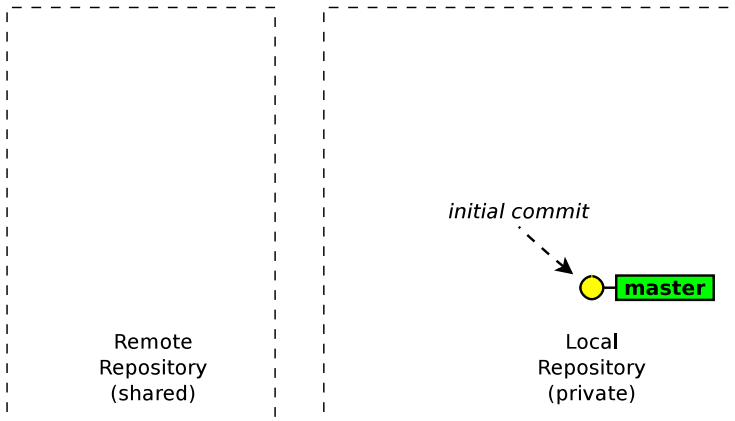 initial commit
master
Remote
Repository
(shared)
Local
Repository
(private)